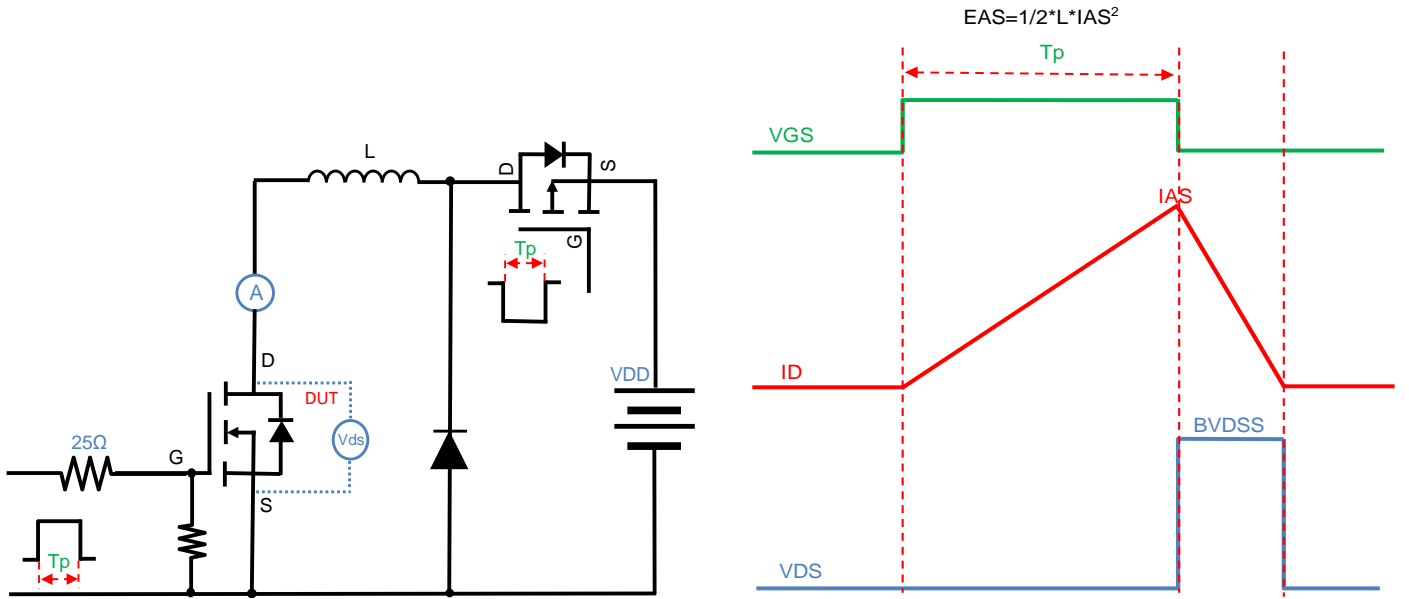 EAS=1/2*L*IAS²
Tp
VGS
L
D
S
G
Tp
IAS
A
D
VDD
ID
DUT
Vds
BVDSS
25Ω
G
S
Tp
VDS